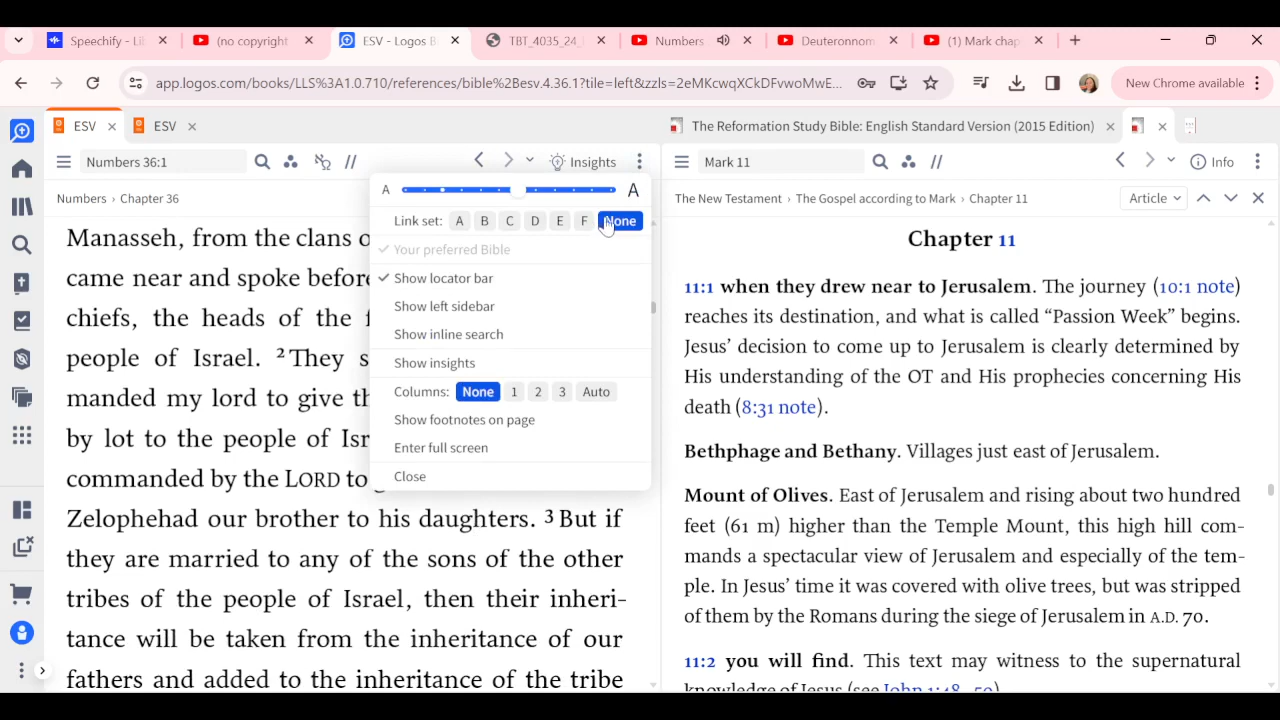 Speechify - Li
(no copyright
ESV - Logos B
TBT_4035_24_
Numbers
Deuteronom
(1) Mark chap
app.logos.com/books/LLS%3A1.0.710/references/bible%2Besv.4.36.1?tile=left&zzls=2eMKcwqXCkDFvwoMwE...
New Chrome available
ESV
ESV
The Reformation Study Bible: English Standard Version (2015 Edition)
Numbers 36:1
Insights
Mark 11
Info
Numbers › Chapter 36
The New Testament › The Gospel according to Mark › Chapter 11
Article
Manasseh, from the clans o
came near and spoke before
chiefs, the heads of the f
people of Israel. 2 They s
manded my lord to give th
by lot to the people of Isr
commanded by the LORD to g
Zelophehad our brother to his daughters. 3 But if
they are married to any of the sons of the other
tribes of the people of Israel, then their inheri-
tance will be taken from the inheritance of our
fathers and added to the inheritance of the tribe
A A
Link set: A B C D E F None
Your preferred Bible
Show locator bar
Show left sidebar
Show inline search
Show insights
Columns: None 1 2 3 Auto
Show footnotes on page
Enter full screen
Close
Chapter 11
11:1 when they drew near to Jerusalem. The journey (10:1 note)
reaches its destination, and what is called “Passion Week” begins.
Jesus’ decision to come up to Jerusalem is clearly determined by
His understanding of the OT and His prophecies concerning His
death (8:31 note).
Bethphage and Bethany. Villages just east of Jerusalem.
Mount of Olives. East of Jerusalem and rising about two hundred
feet (61 m) higher than the Temple Mount, this high hill com-
mands a spectacular view of Jerusalem and especially of the tem-
ple. In Jesus’ time it was covered with olive trees, but was stripped
of them by the Romans during the siege of Jerusalem in A.D. 70.
11:2 you will find. This text may witness to the supernatural
knowledge of Jesus (see John 1:48–50).